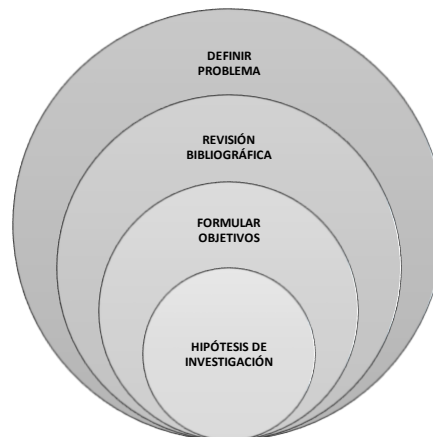 DEFINIR
PROBLEMA
REVISIÓN
BIBLIOGRÁFICA
FORMULAR
OBJETIVOS
HIPÓTESIS DE
INVESTIGACIÓN